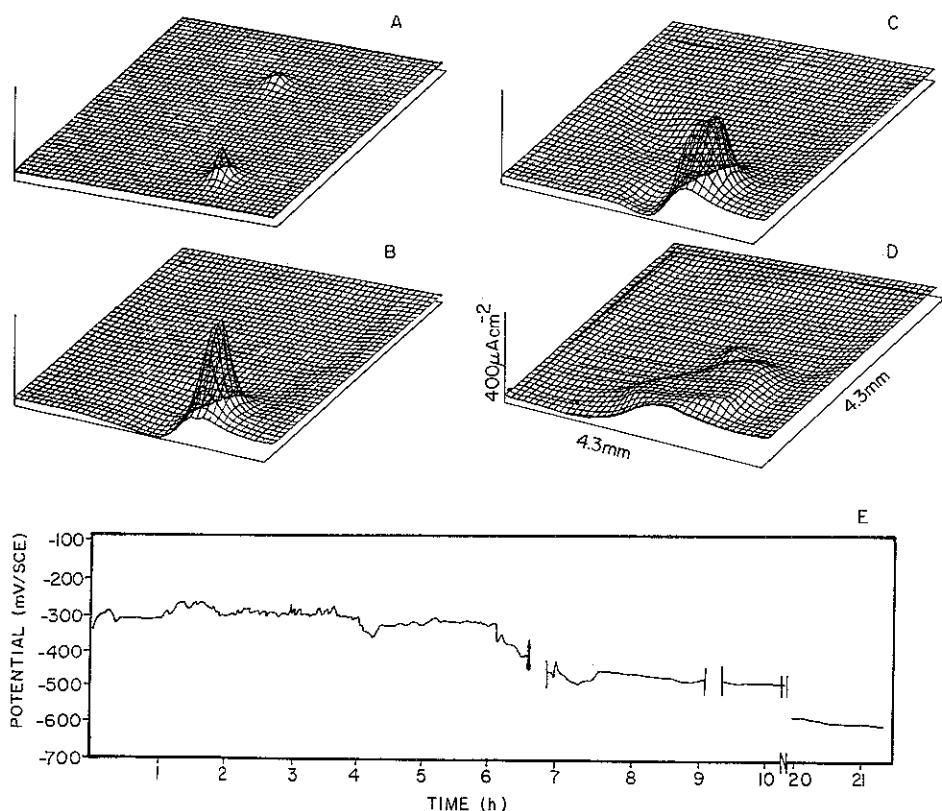 A
C
B
D
400μAcm-2
4.3mm
4.3mm
E
POTENTIAL (mV/SCE)
-100
-200
-300
-400
-500
-600
-700
1 2 3 4 5 6 7 8 9 10 20 21
TIME (h)